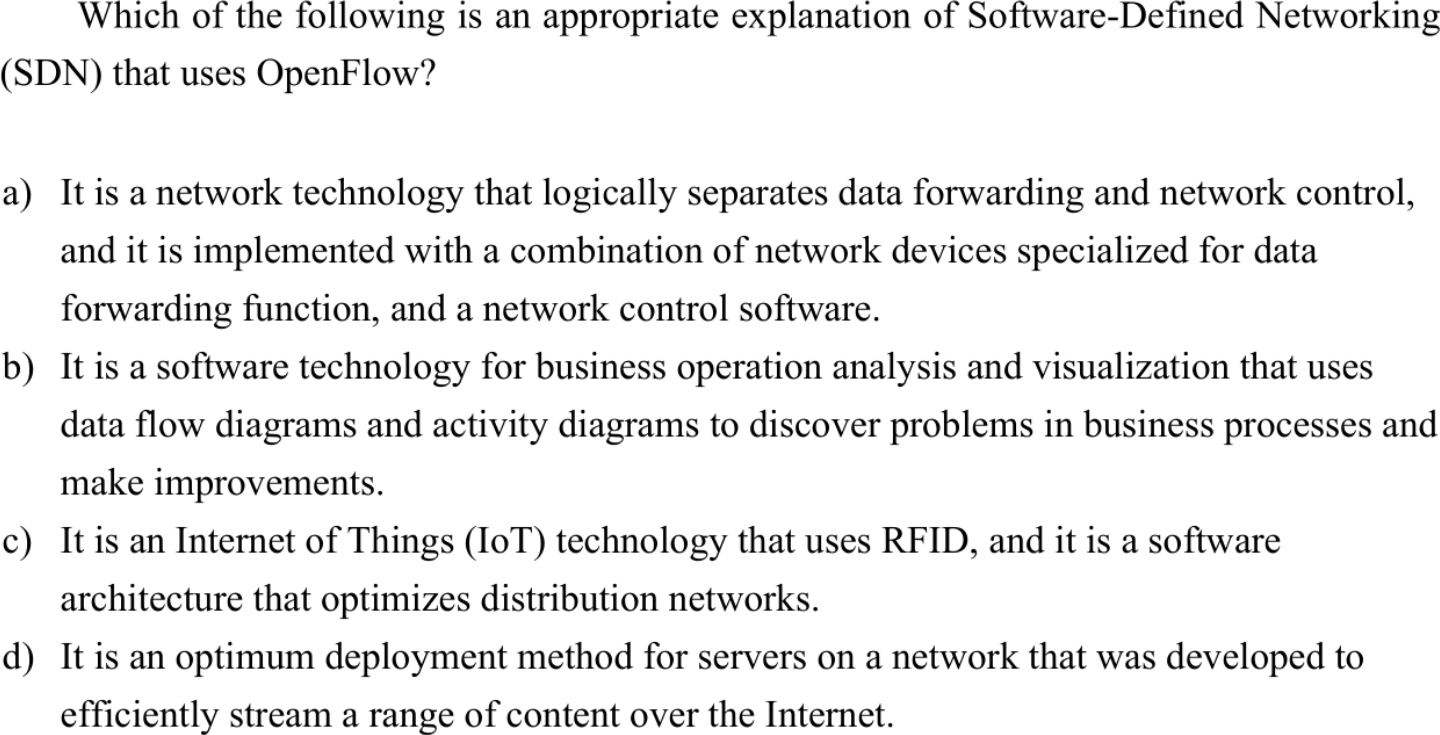 Which of the following is an appropriate explanation of Software-Defined Networking
(SDN) that uses OpenFlow?
a) It is a network technology that logically separates data forwarding and network control,
and it is implemented with a combination of network devices specialized for data
forwarding function, and a network control software.
b) It is a software technology for business operation analysis and visualization that uses
data flow diagrams and activity diagrams to discover problems in business processes and
make improvements.
c) It is an Internet of Things (IoT) technology that uses RFID, and it is a software
architecture that optimizes distribution networks.
d) It is an optimum deployment method for servers on a network that was developed to
efficiently stream a range of content over the Internet.